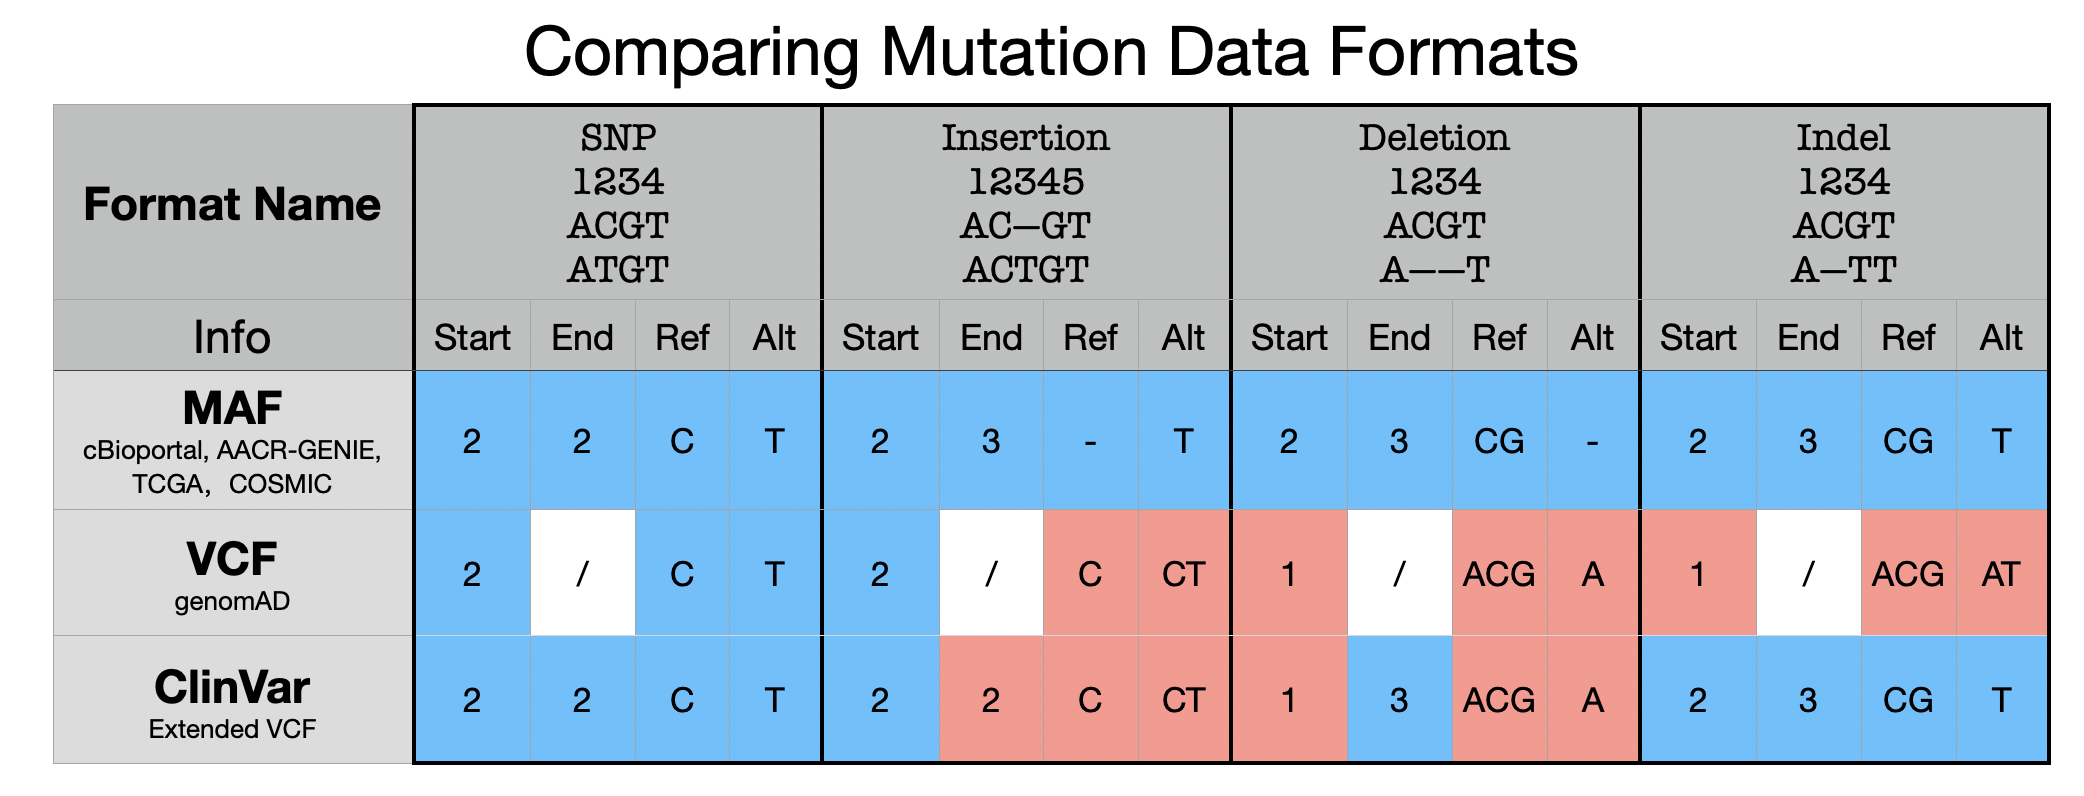 Comparing Mutation Data Formats
Format Name
SNP
1234
ACGT
ATGT
Insertion
12345
AC–GT
ACTGT
Deletion
1234
ACGT
A––T
Indel
1234
ACGT
A–TT
Info Start End Ref Alt Start End Ref Alt Start End Ref Alt Start End Ref Alt
MAF
cBioportal, AACR-GENIE,
TCGA, COSMIC
2 2 C T 2 3 - T 2 3 CG - 2 3 CG T
VCF
genomAD
2 / C T 2 / C CT 1 / ACG A 1 / ACG AT
ClinVar
Extended VCF
2 2 C T 2 2 C CT 1 3 ACG A 2 3 CG T